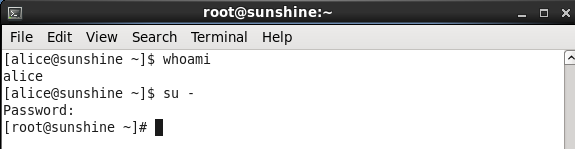 root@sunshine:~
File Edit View Search Terminal Help
[alice@sunshine ~]$ whoami
alice
[alice@sunshine ~]$ su -
Password:
[root@sunshine ~]#